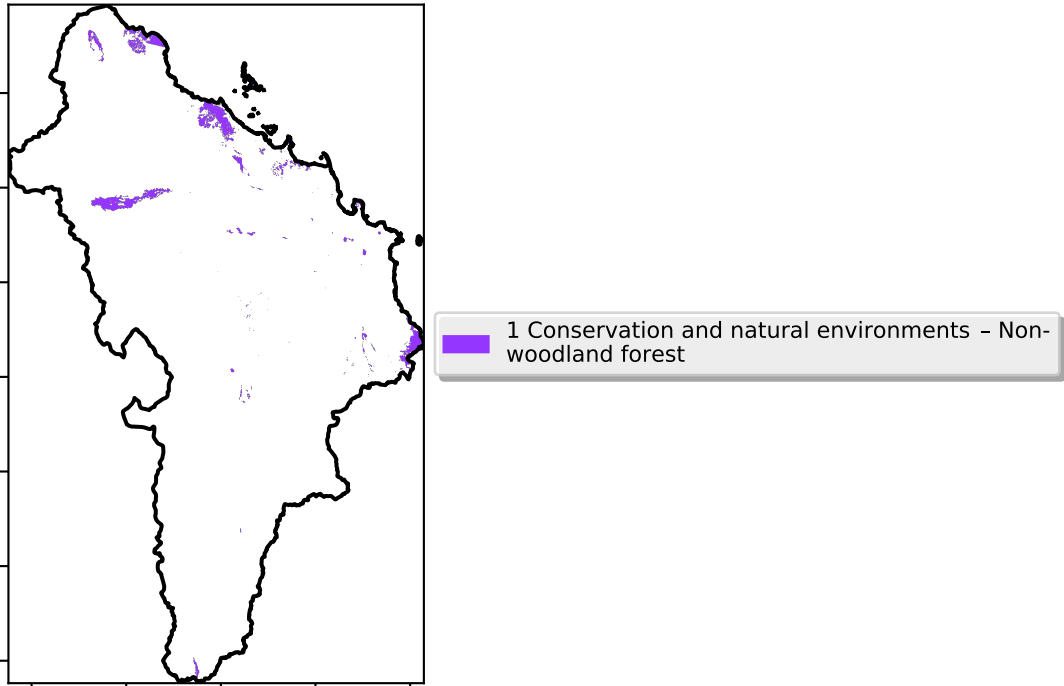 1 Conservation and natural environments – Non-
woodland forest